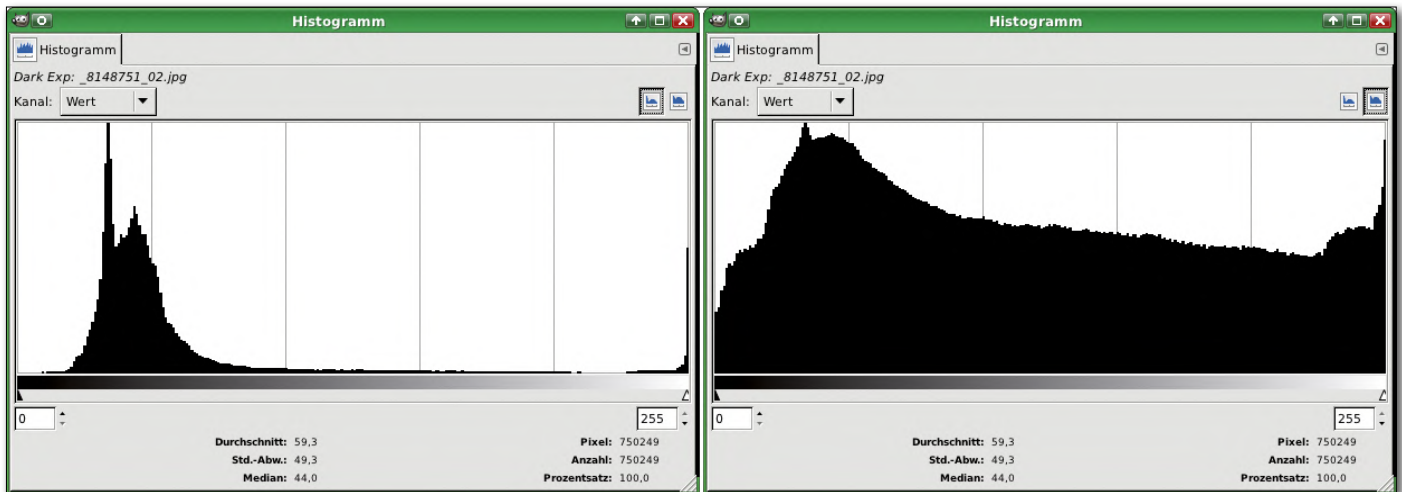 Histogramm
Histogramm
Dark Exp: _8148751_02.jpg
Kanal: Wert
0 255
Durchschnitt: 59,3 Pixel: 750249
Std.-Abw.: 49,3 Anzahl: 750249
Median: 44,0 Prozentsatz: 100,0
Histogramm
Histogramm
Dark Exp: _8148751_02.jpg
Kanal: Wert
0 255
Durchschnitt: 59,3 Pixel: 750249
Std.-Abw.: 49,3 Anzahl: 750249
Median: 44,0 Prozentsatz: 100,0